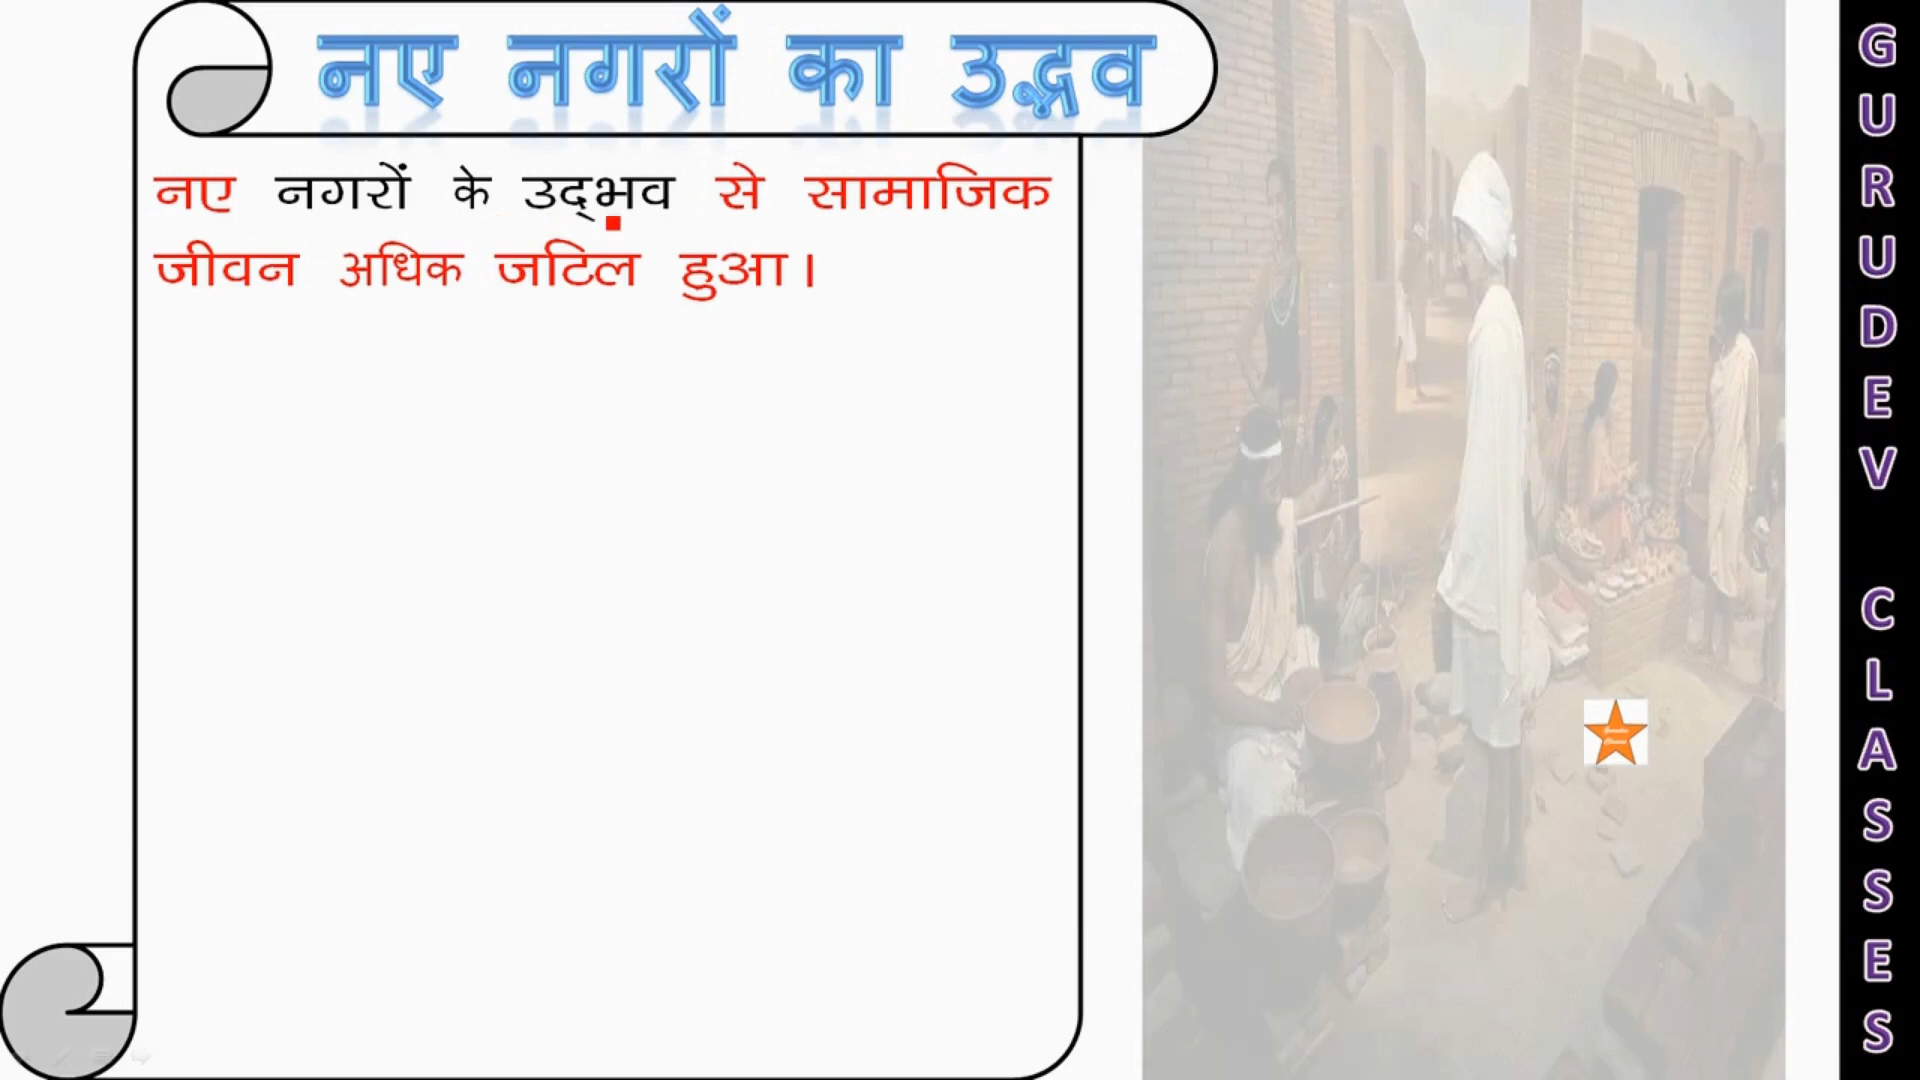 नए नगरों का उद्भव
नए नगरों के उद्‌भव से सामाजिक
जीवन अधिक जटिल हुआ।
GURUDEV CLASSES